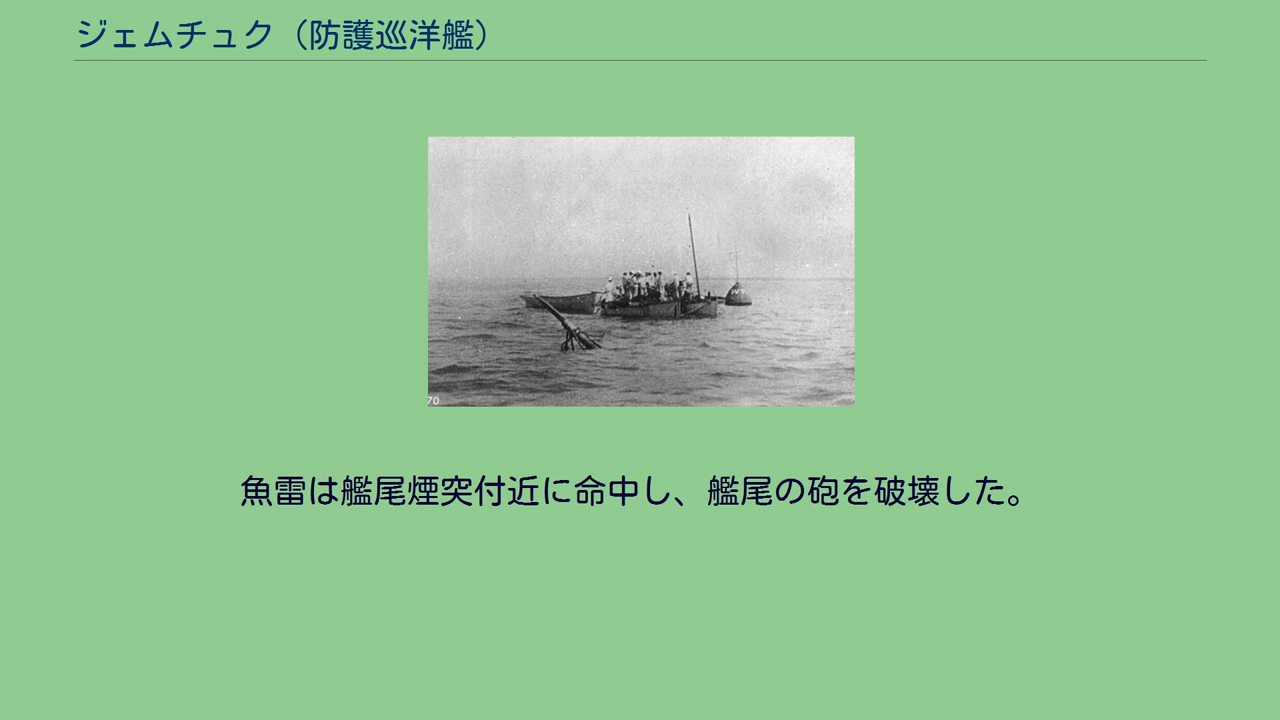 ジェムチュク（防護巡洋艦）
70
魚雷は艦尾煙突付近に命中し、艦尾の砲を破壊した。